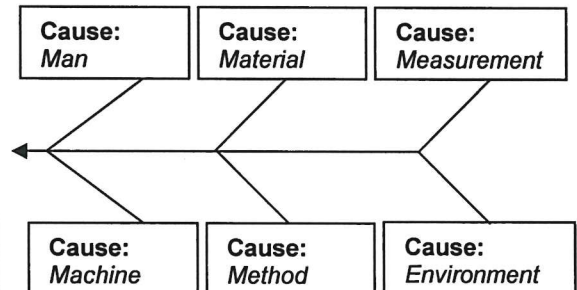 Cause:
Man
Cause:
Material
Cause:
Measurement
Cause:
Machine
Cause:
Method
Cause:
Environment